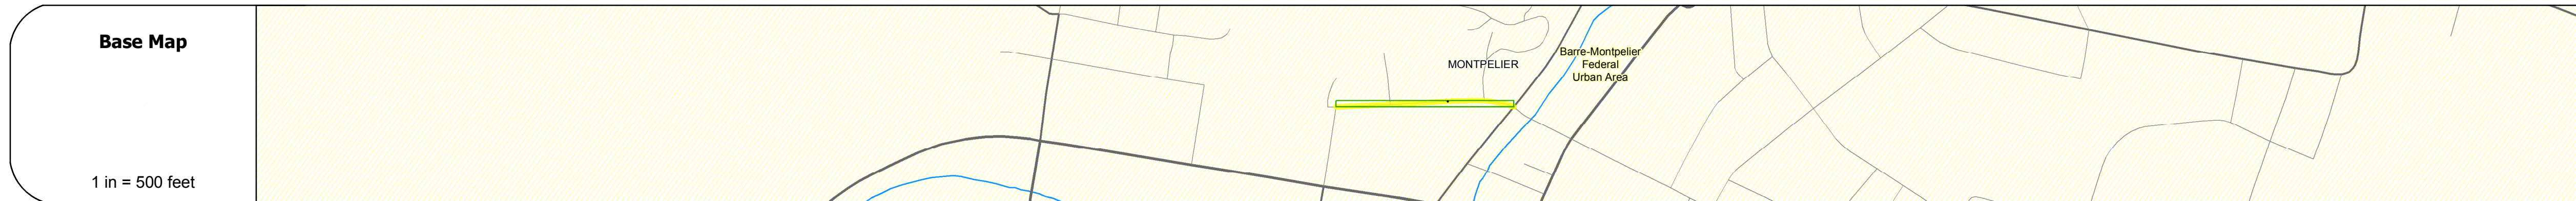 Base Map
1 in = 500 feet
MONTPELIER
Barre-Montpelier
Federal
Urban Area